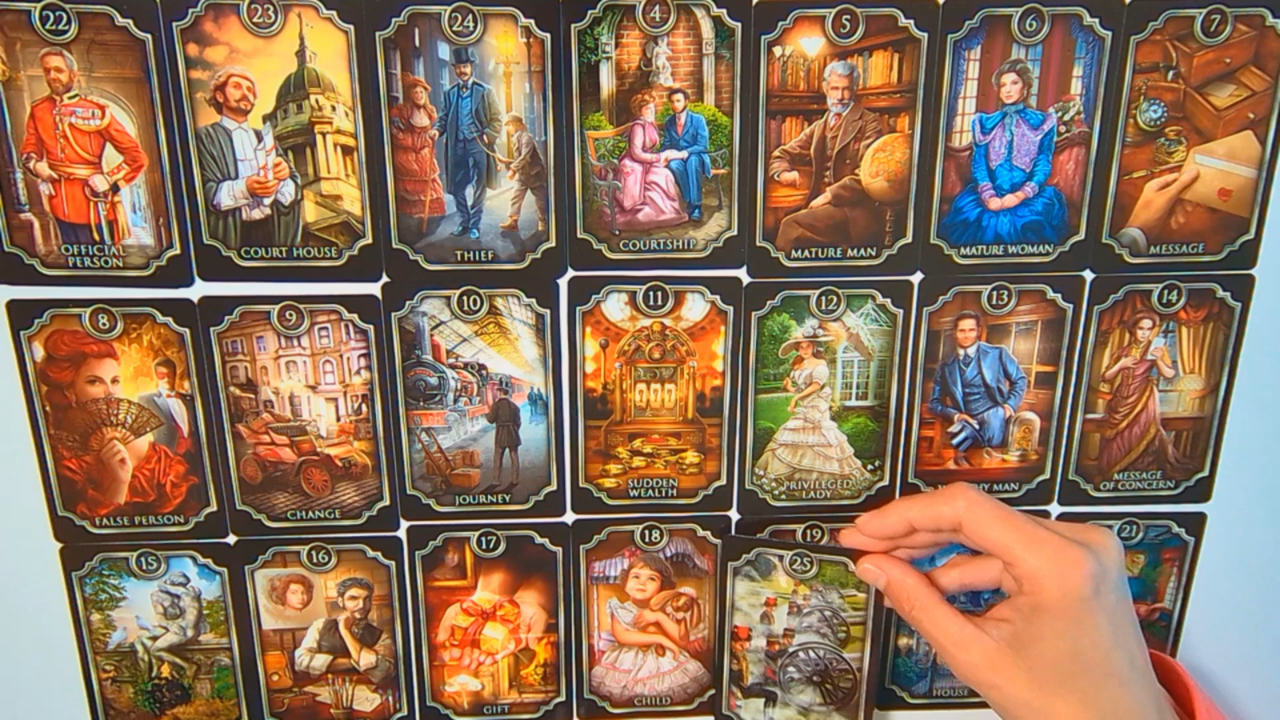 22
OFFICIAL
PERSON
23
COURT HOUSE
24
THIEF
4
COURTSHIP
5
MATURE MAN
6
MATURE WOMAN
7
MESSAGE
8
FALSE PERSON
9
CHANGE
10
JOURNEY
11
777
SUDDEN
WEALTH
12
PRIVILEGED
LADY
13
MAN
14
MESSAGE
OF CONCERN
15
16
17
GIFT
18
CHILD
19
25
HOUSE
21